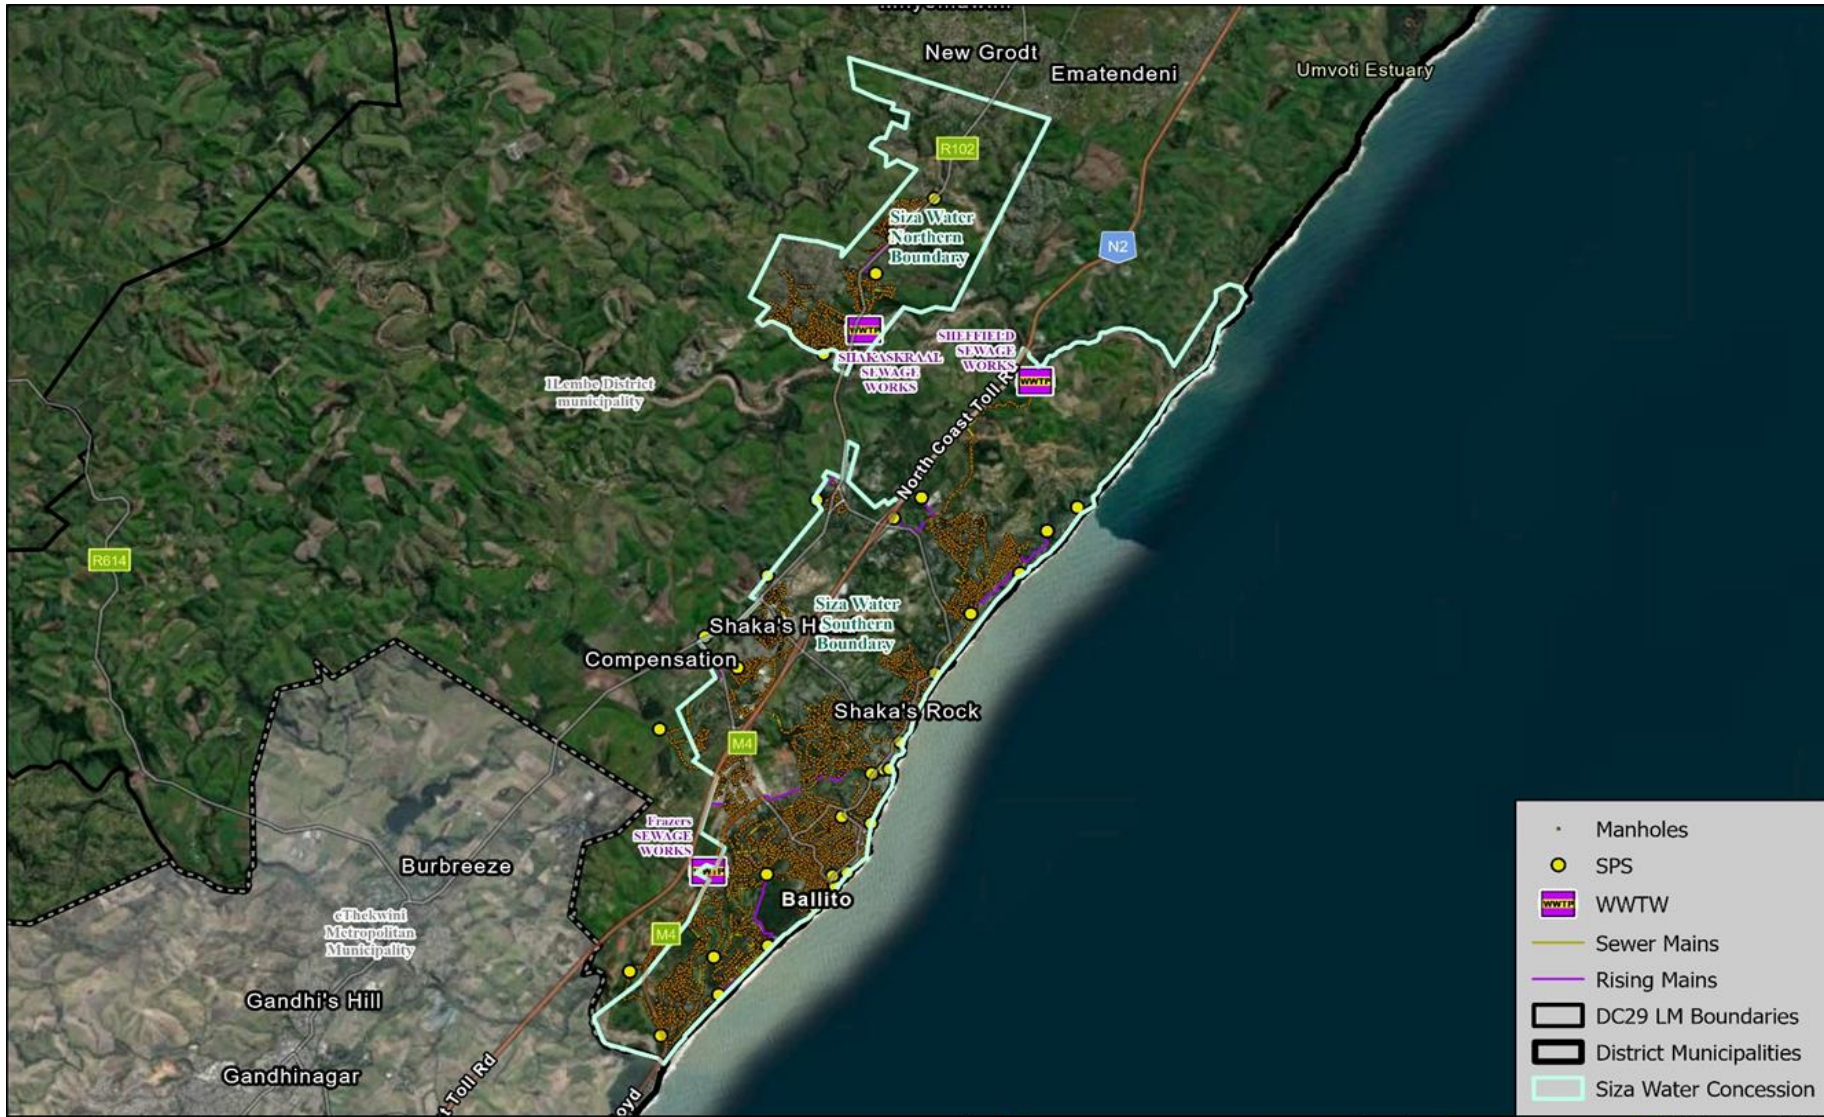 New Grodt
Ematendeni
Umvoti Estuary
R102
Siza Water
Northern
Boundary
N2
WWTP
SHAKASKRAAL
SEWAGE
WORKS
SHEFFIELD
SEWAGE
WORKS
WWTP
ILembe District
municipality
North Coast Toll R
R614
Siza Water
Southern
Boundary
Shaka's H
Compensation
Shaka's Rock
M4
Frazers
SEWAGE
WORKS
Burbreeze
Ballito
eThekwini
Metropolitan
Municipality
M4
Gandhi's Hill
Gandhinagar
t Toll Rd
oyd
Manholes
SPS
WWTP
WWTW
Sewer Mains
Rising Mains
DC29 LM Boundaries
District Municipalities
Siza Water Concession